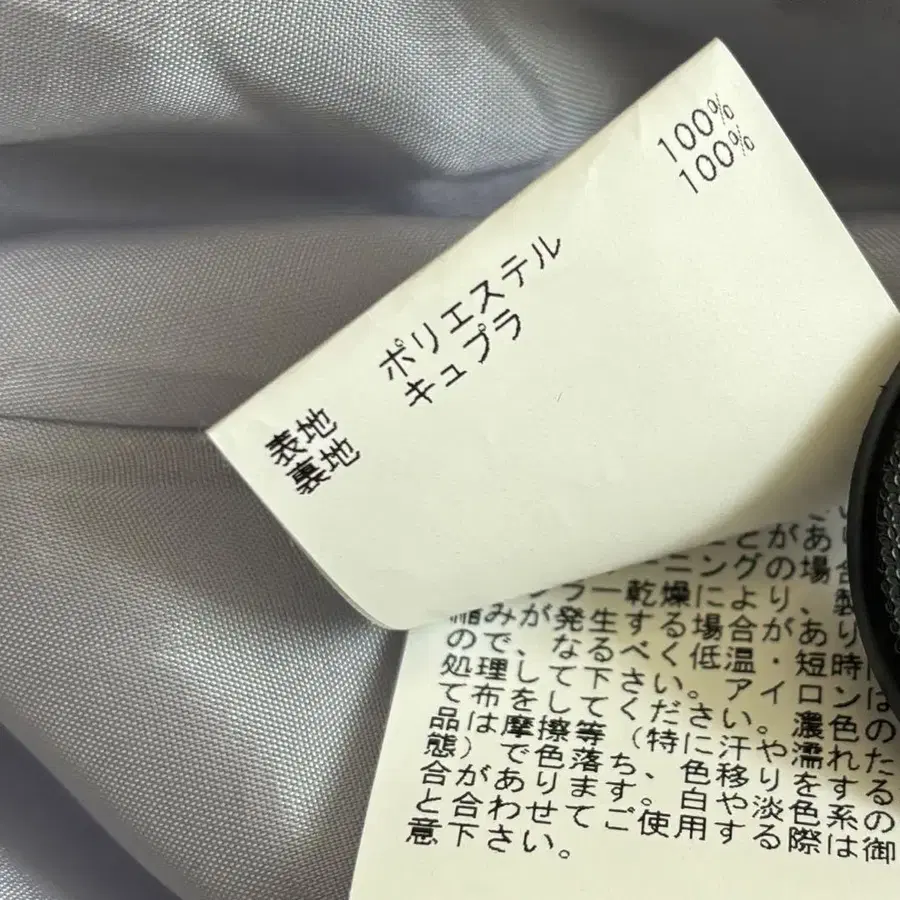 表地 ポリエステル 100%
裏地 キュプラ 100%
とがあり
ニングの場合
ラー乾燥により、製
縮みが発生する場合があり
ので、なるべく低温・短時
処理して下さい。アイロンは
て布をしてください。濃色の
品は摩擦等(特に汗や濡れた
態)で色落ち、色移りをする
合があります。白や淡色系の
と合わせてご使用する際は御
意下さい。